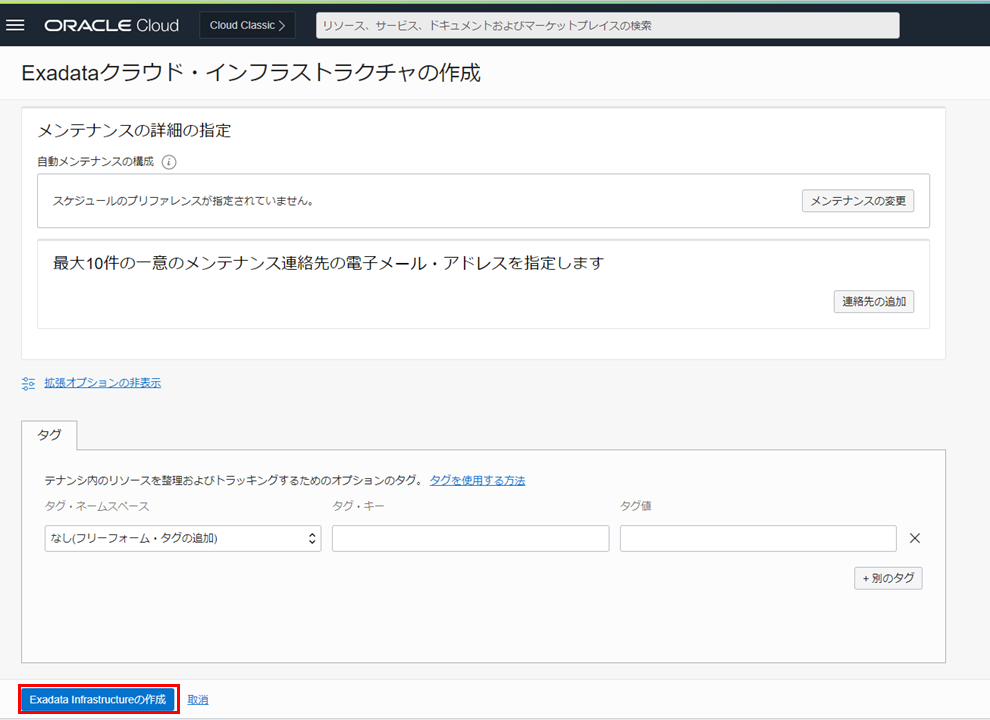 ORACLE Cloud
Cloud Classic
リソース、サービス、ドキュメントおよびマーケットプレイスの検索
Exadataクラウド・インフラストラクチャの作成
メンテナンスの詳細の指定
自動メンテナンスの構成
スケジュールのプリファレンスが指定されていません。
メンテナンスの変更
最大10件の一意のメンテナンス連絡先の電子メール・アドレスを指定します
連絡先の追加
拡張オプションの非表示
タグ
テナンシ内のリソースを整理およびトラッキングするためのオプションのタグ。 タグを使用する方法
タグ・ネームスペース
タグ・キー
タグ値
なし(フリーフォーム・タグの追加)
+ 別のタグ
Exadata Infrastructureの作成
取消